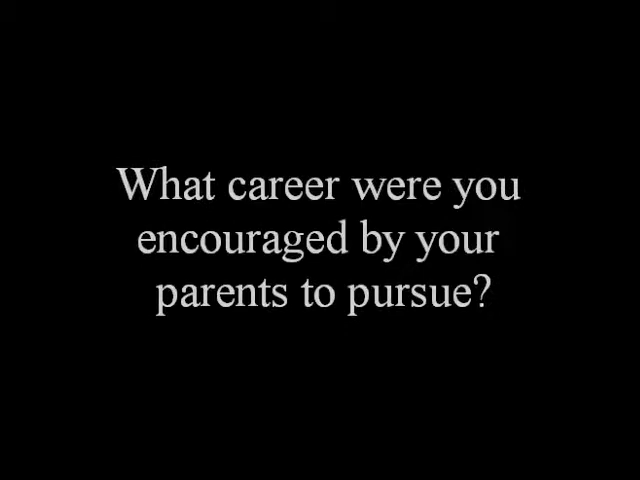 What career were you
encouraged by your
parents to pursue?